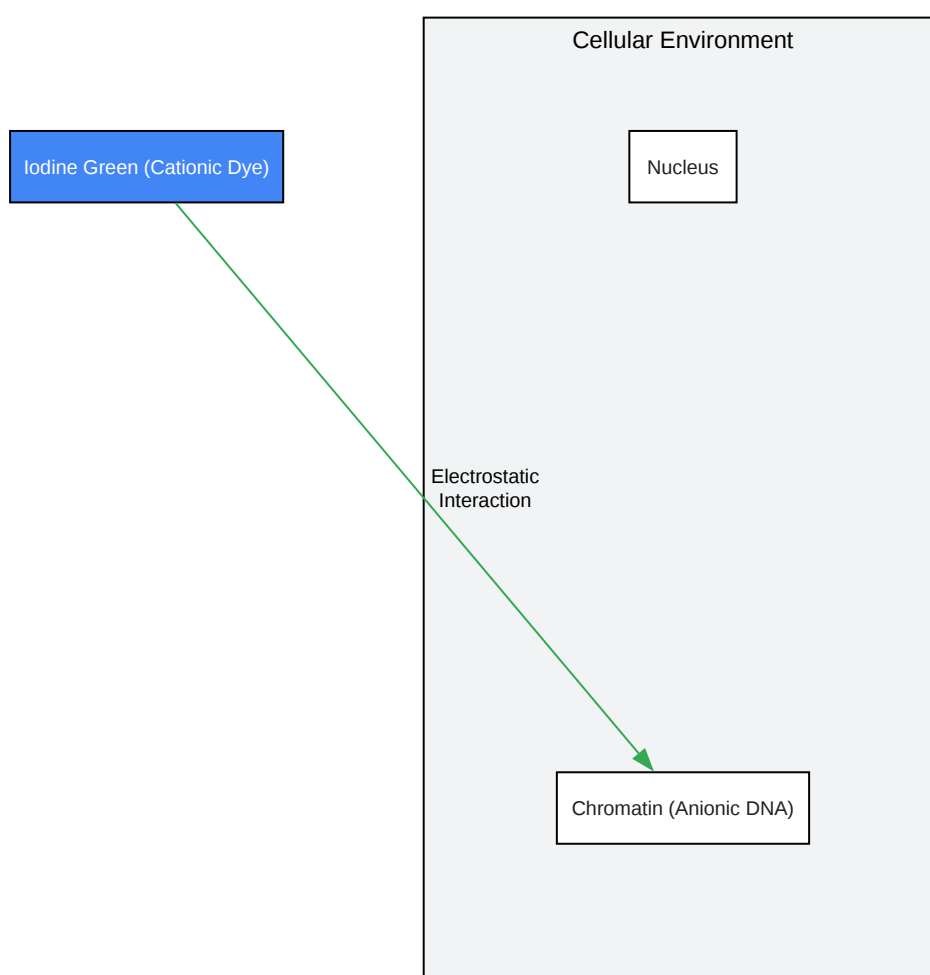 Cellular Environment
Iodine Green (Cationic Dye)
Nucleus
Electrostatic
Interaction
Chromatin (Anionic DNA)